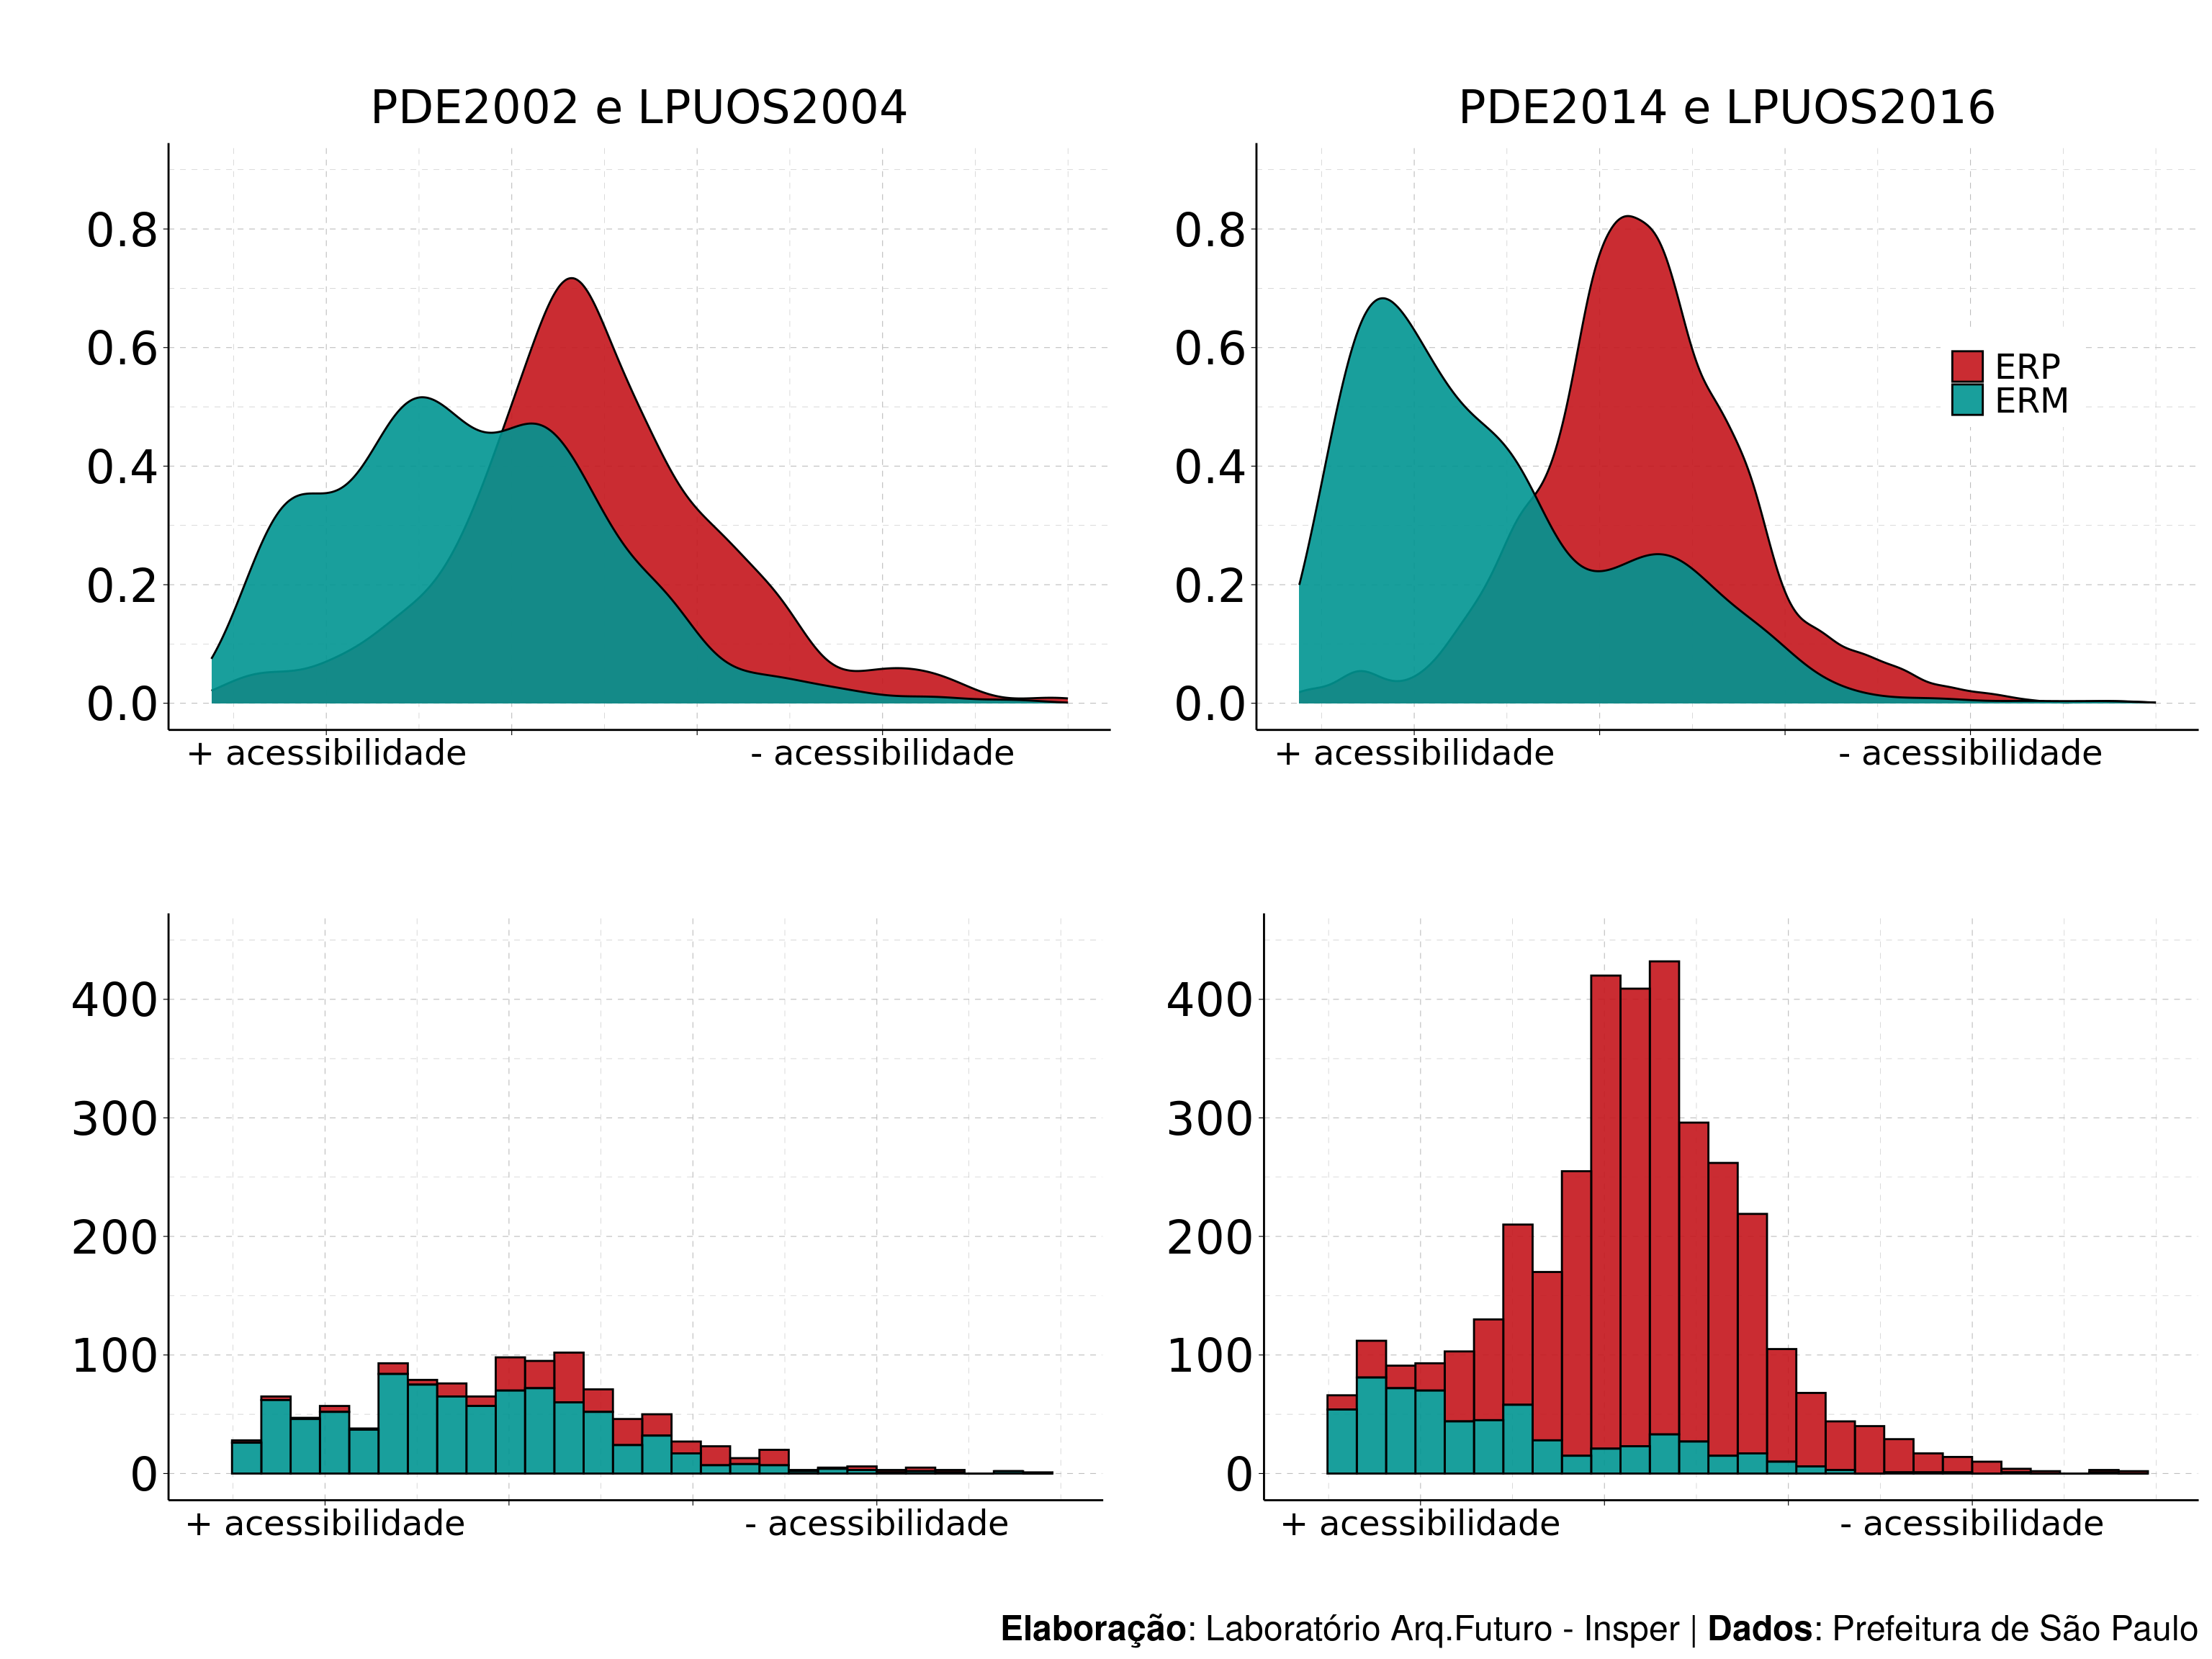 PDE2002 e LPUOS2004
PDE2014 e LPUOS2016
0.8
0.6
0.4
0.2
0.0
+ acessibilidade
- acessibilidade
0.8
0.6
0.4
0.2
0.0
ERP
ERM
+ acessibilidade
- acessibilidade
400
300
200
100
0
+ acessibilidade
- acessibilidade
400
300
200
100
0
+ acessibilidade
- acessibilidade
Elaboração: Laboratório Arq.Futuro - Insper | Dados: Prefeitura de São Paulo